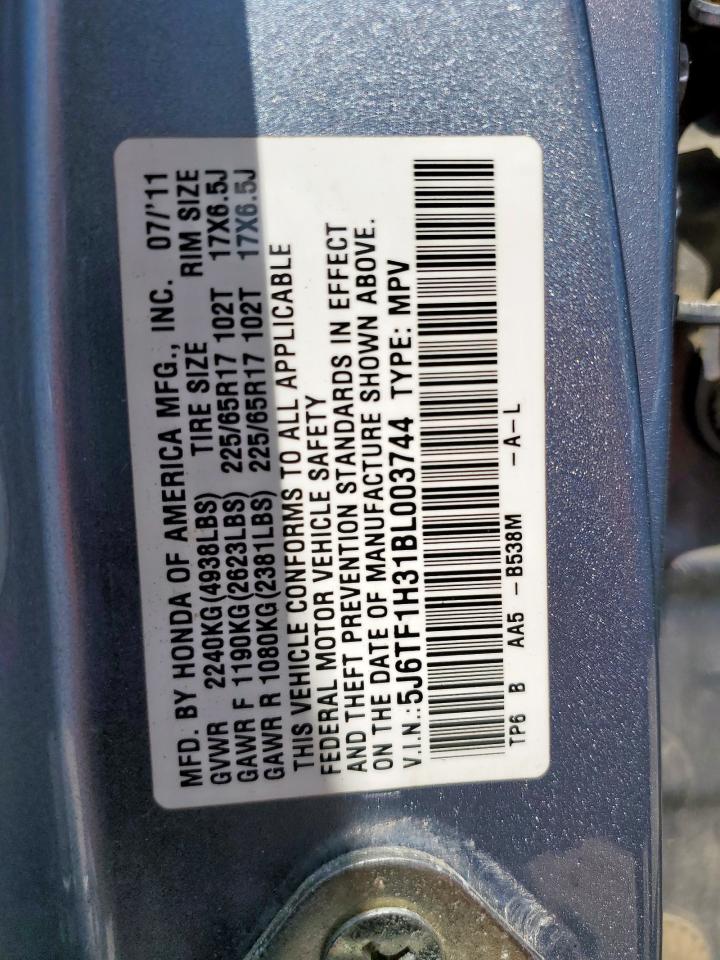 MFD. BY HONDA OF AMERICA MFG., INC. 07/'11
GVWR 2240KG(4938LBS) TIRE SIZE RIM SIZE
GAWR F 1190KG(2623LBS) 225/65R17 102T 17X6.5J
GAWR R 1080KG(2381LBS) 225/65R17 102T 17X6.5J
THIS VEHICLE CONFORMS TO ALL APPLICABLE
FEDERAL MOTOR VEHICLE SAFETY
AND THEFT PREVENTION STANDARDS IN EFFECT
ON THE DATE OF MANUFACTURE SHOWN ABOVE.
V.I.N.:5J6TF1H31BL003744 TYPE: MPV
TP6 B AA5 -B538M -A-L